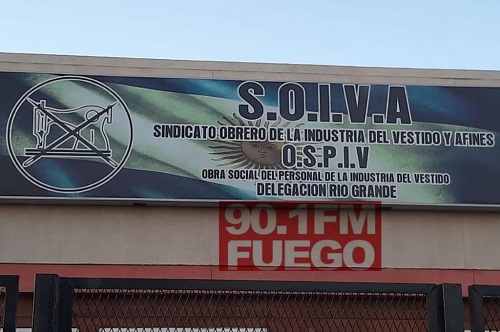 S.O.I.V.A
SINDICATO OBRERO DE LA INDUSTRIA DEL VESTIDO Y AFINES
O.S.P.I.V
OBRA SOCIAL DEL PERSONAL DE LA INDUSTRIA DEL VESTIDO
DELEGACION RIO GRANDE
90.1FM
FUEGO